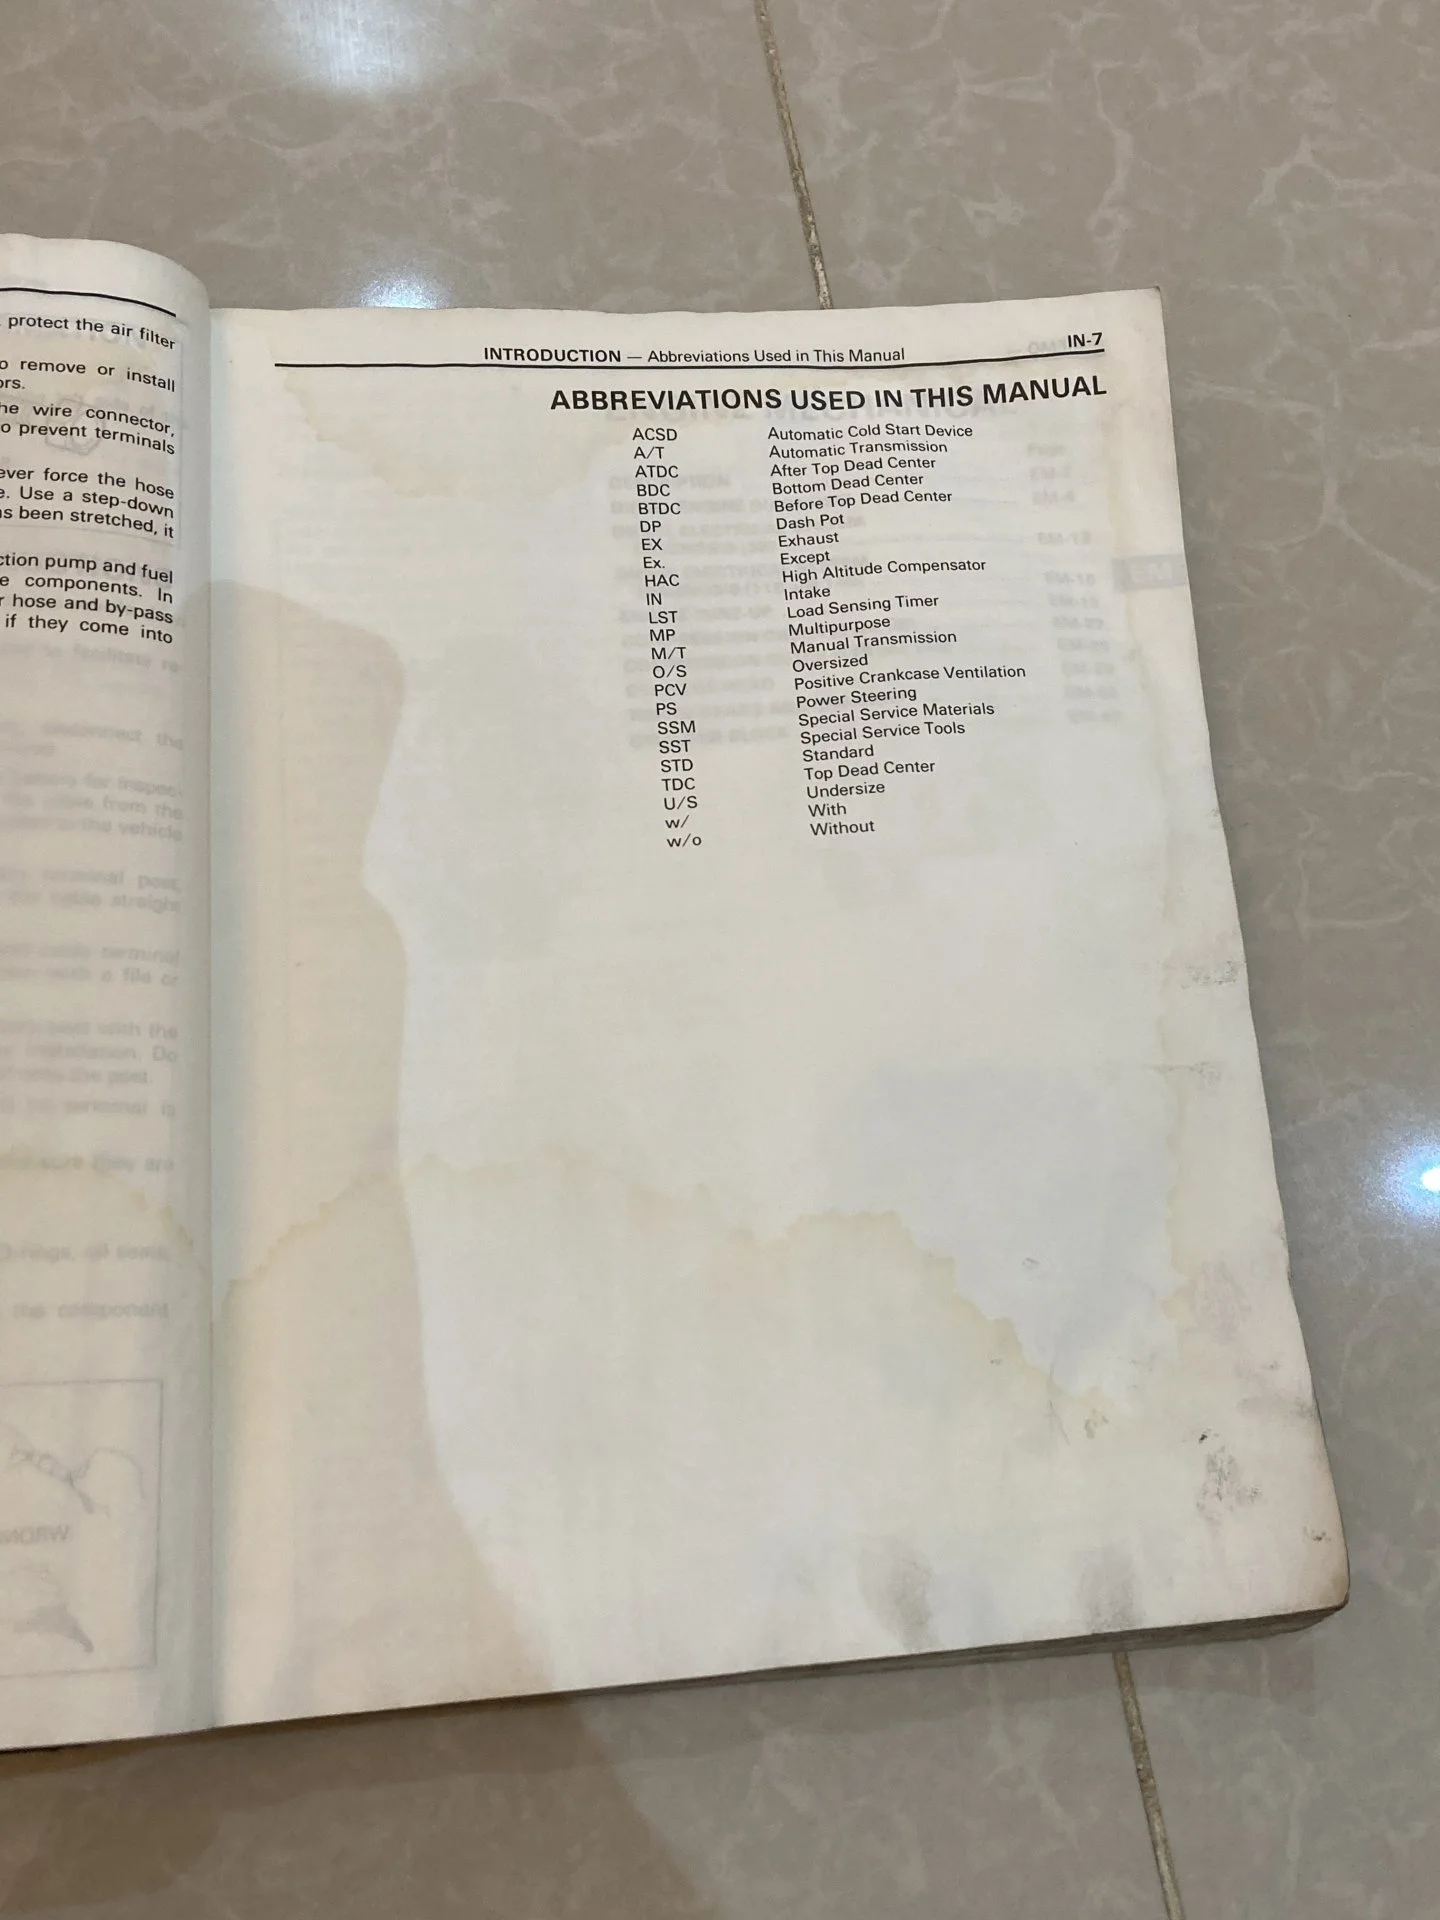 protect the air filter
remove or install
ors.
he wire connector,
o prevent terminals
ever force the hose
e. Use a step-down
s been stretched, it
ction pump and fuel
e components. In
r hose and by-pass
if they come into
INTRODUCTION — Abbreviations Used in This Manual IN-7
ABBREVIATIONS USED IN THIS MANUAL
ACSD Automatic Cold Start Device
A/T Automatic Transmission
ATDC After Top Dead Center
BDC Bottom Dead Center
BTDC Before Top Dead Center
DP Dash Pot
EX Exhaust
Ex. Except
HAC High Altitude Compensator
IN Intake
LST Load Sensing Timer
MP Multipurpose
M/T Manual Transmission
O/S Oversized
PCV Positive Crankcase Ventilation
PS Power Steering
SSM Special Service Materials
SST Special Service Tools
STD Standard
TDC Top Dead Center
U/S Undersize
w/ With
w/o Without